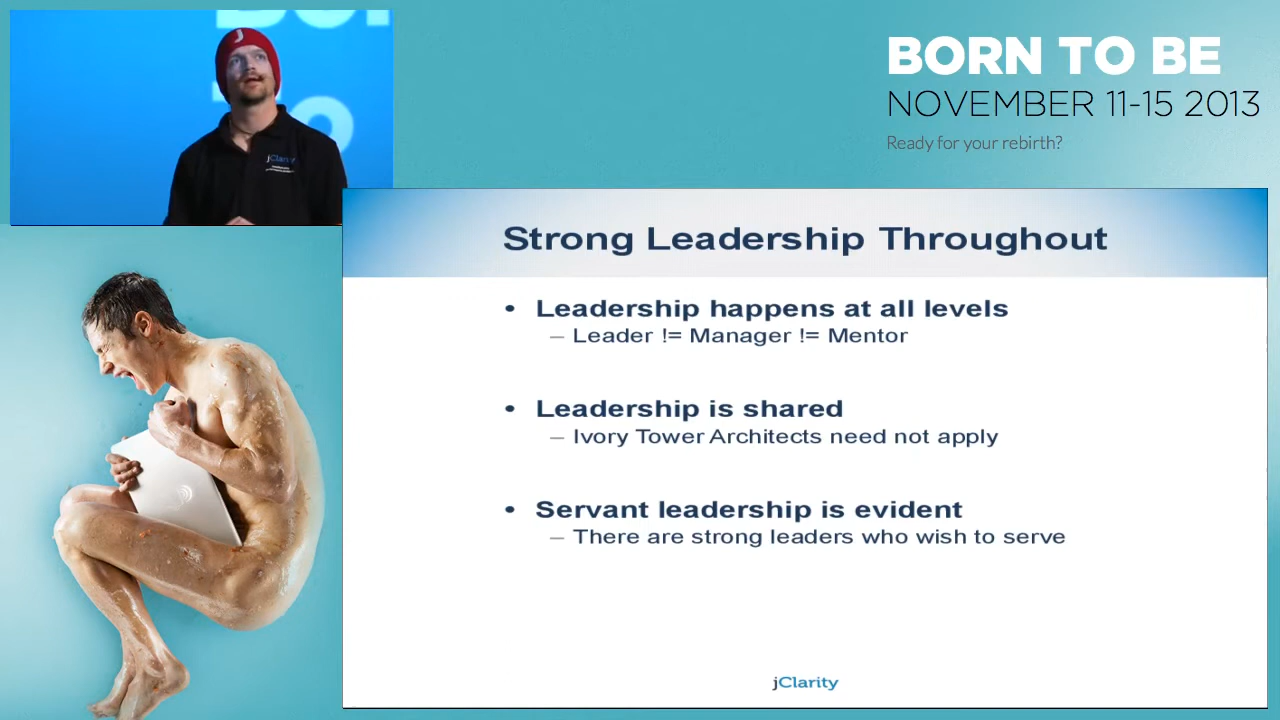 BORN TO BE
NOVEMBER 11-15 2013
Ready for your rebirth?
J
jClarity
Strong Leadership Throughout
• Leadership happens at all levels
– Leader != Manager != Mentor
• Leadership is shared
– Ivory Tower Architects need not apply
• Servant leadership is evident
– There are strong leaders who wish to serve
jClarity